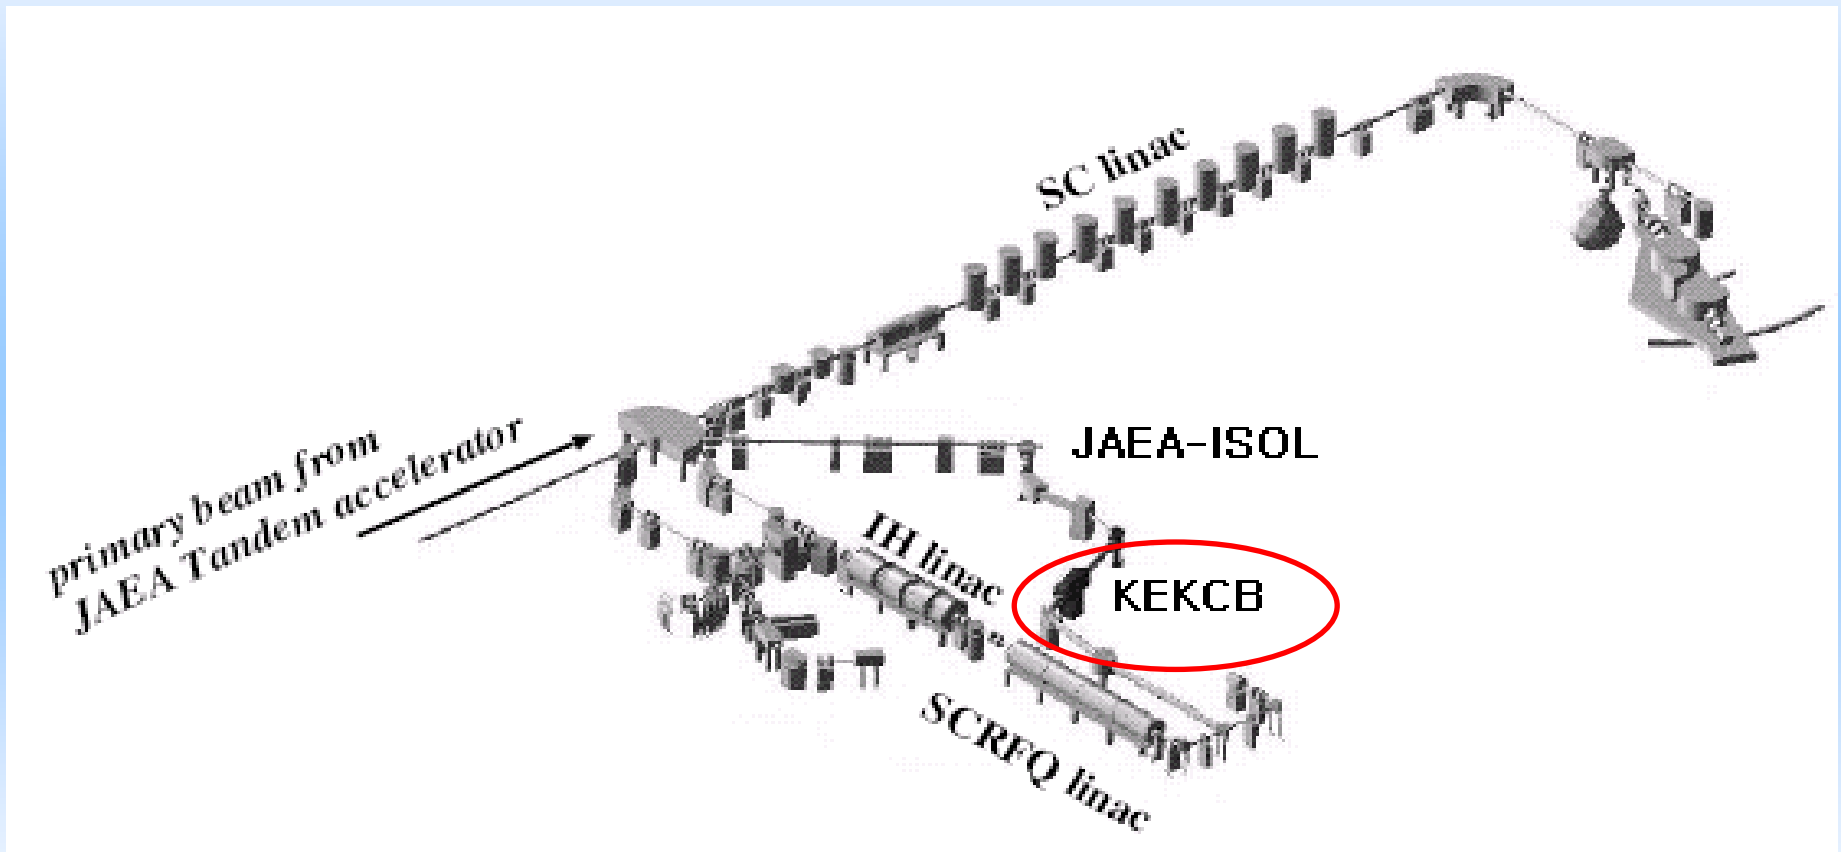 SC linac
primary beam from
JAEA Tandem accelerator
JAEA-ISOL
IH linac
KEKCB
SCRFQ linac